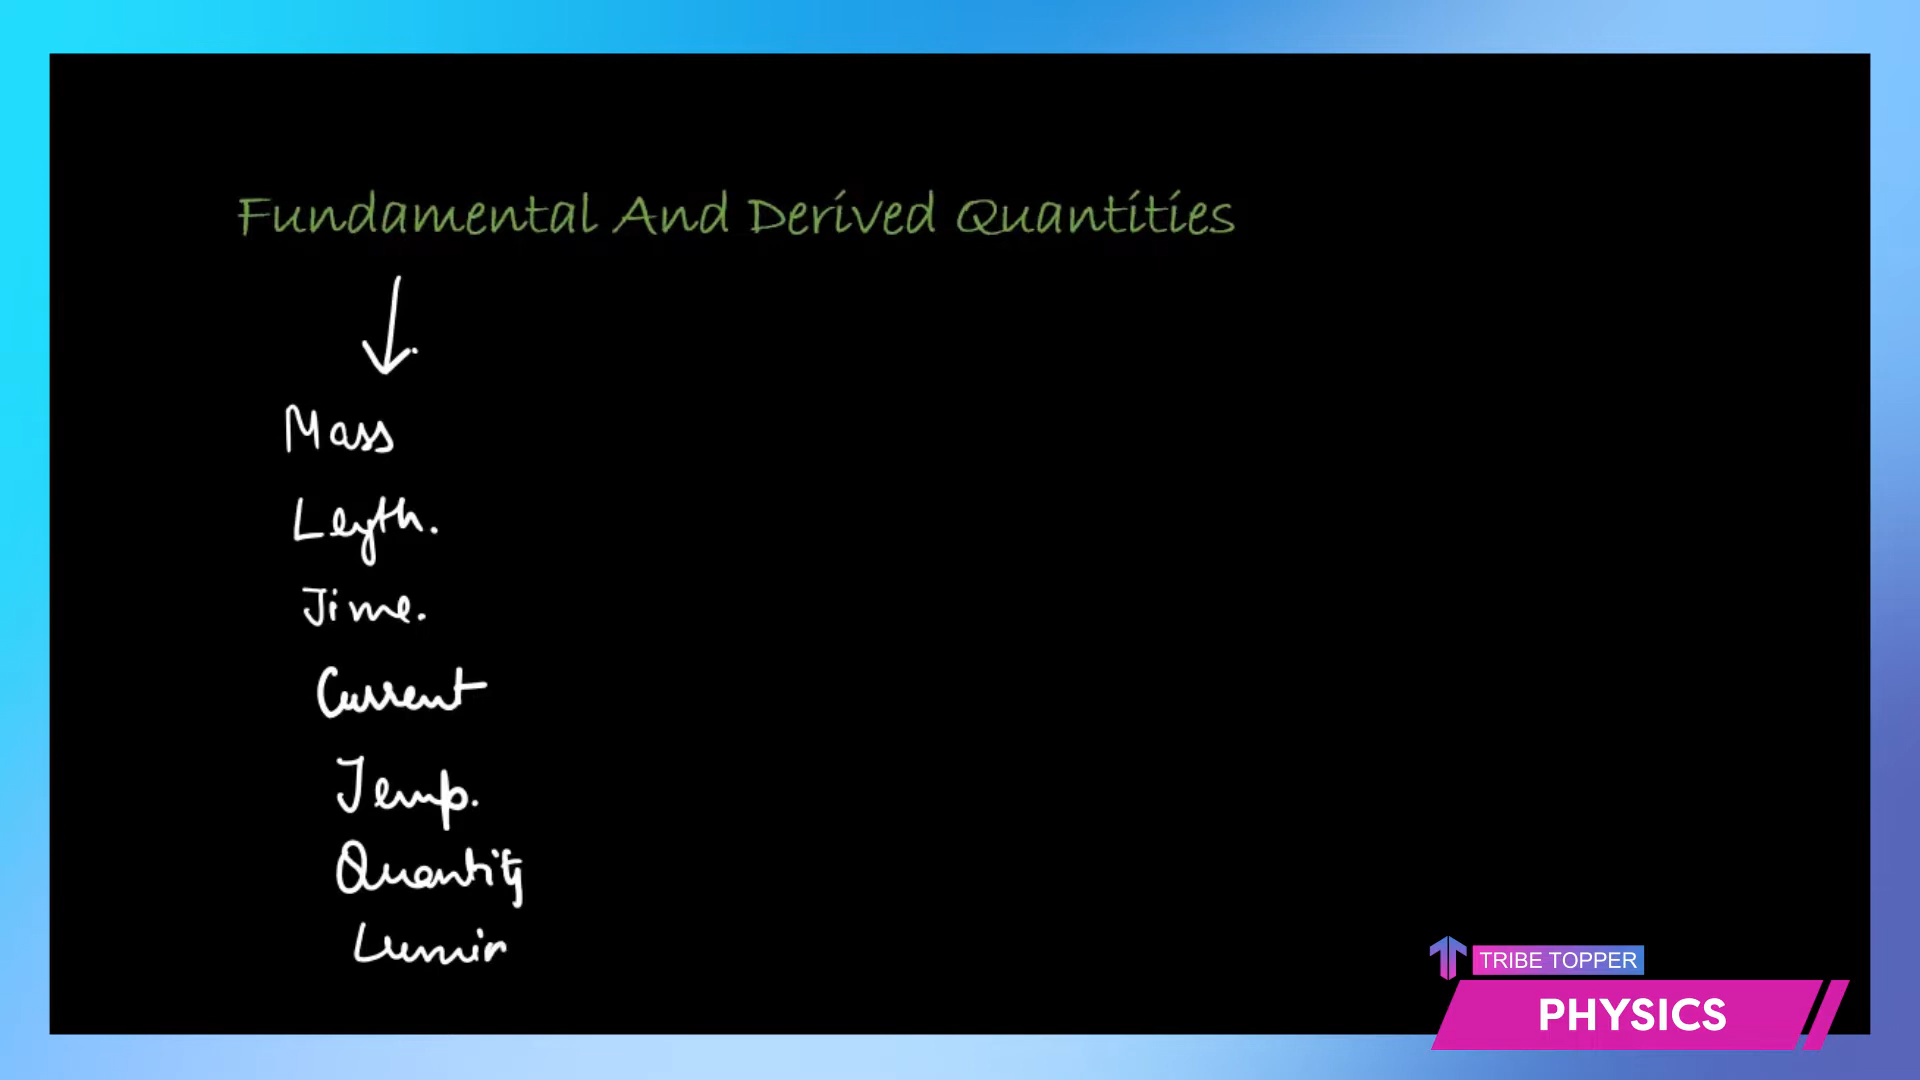 Fundamental And Derived Quantities
Mass
Length.
Time.
Current
Temp.
Quantity
Lumin
TRIBE TOPPER
PHYSICS